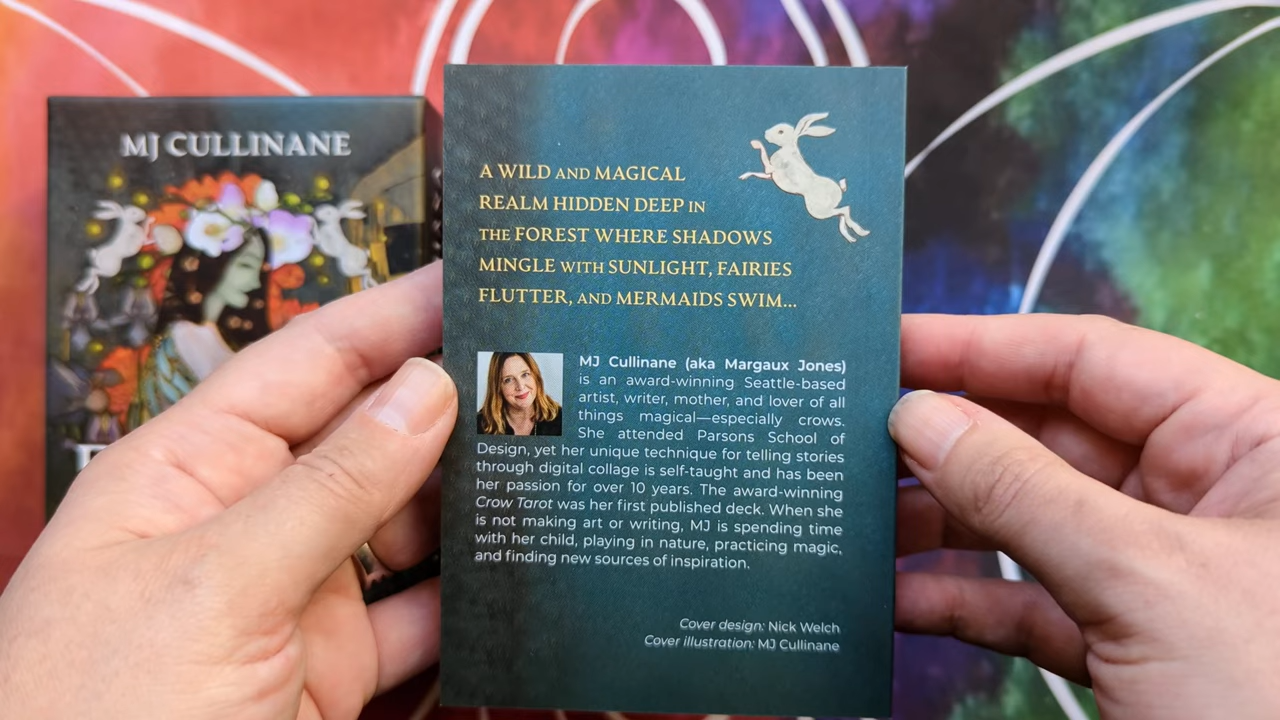 MJ CULLINANE
A WILD AND MAGICAL
REALM HIDDEN DEEP IN
THE FOREST WHERE SHADOWS
MINGLE WITH SUNLIGHT, FAIRIES
FLUTTER, AND MERMAIDS SWIM...
MJ Cullinane (aka Margaux Jones)
is an award-winning Seattle-based
artist, writer, mother, and lover of all
things magical—especially crows.
She attended Parsons School of
Design, yet her unique technique for telling stories
through digital collage is self-taught and has been
her passion for over 10 years. The award-winning
Crow Tarot was her first published deck. When she
is not making art or writing, MJ is spending time
with her child, playing in nature, practicing magic,
and finding new sources of inspiration.
Cover design: Nick Welch
Cover illustration: MJ Cullinane